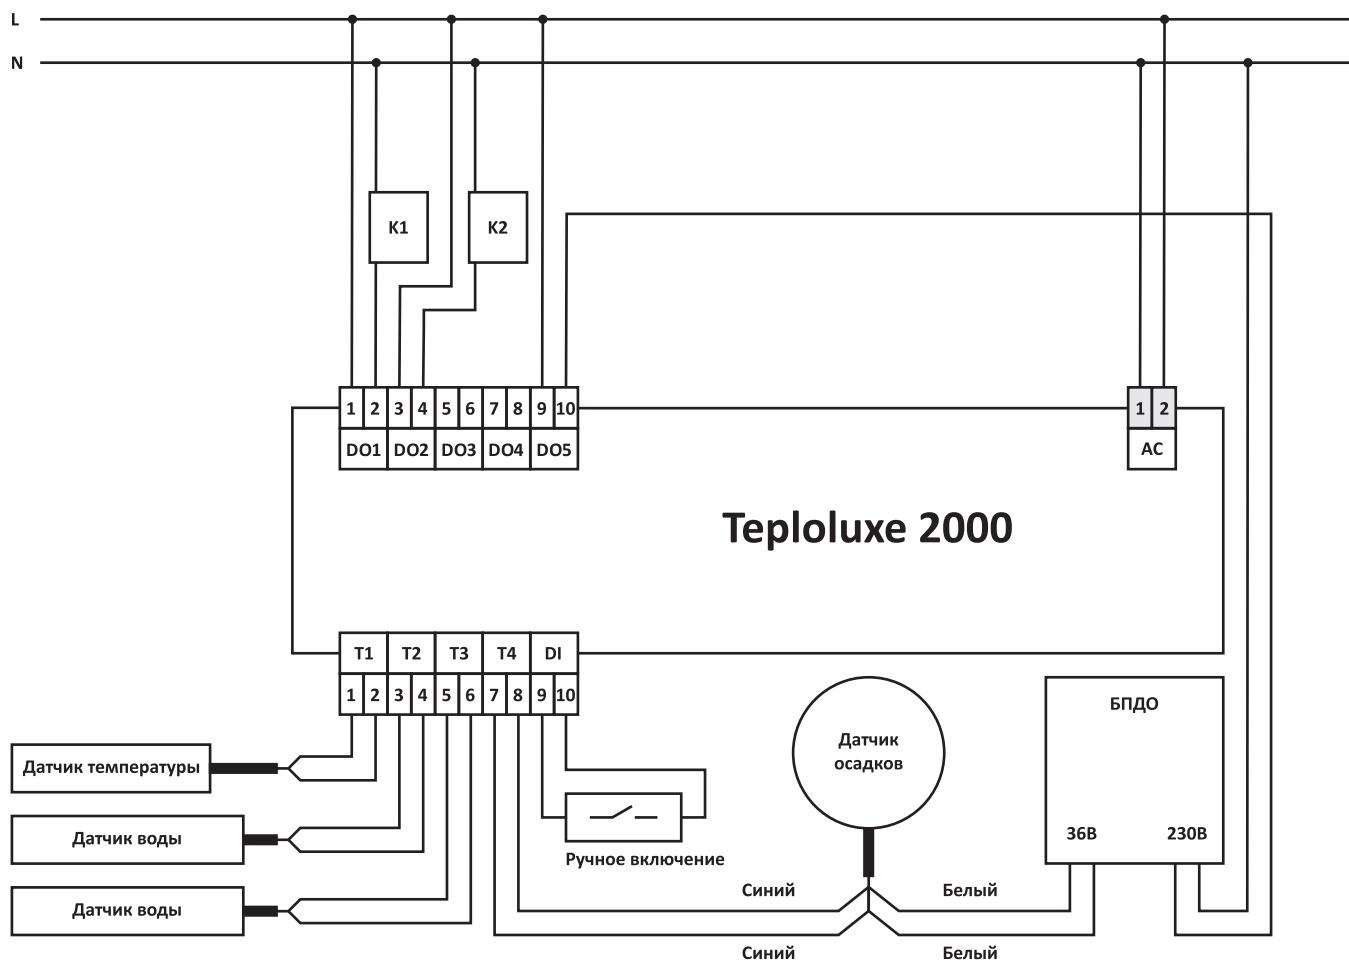 L
N
K1
K2
1 2 3 4 5 6 7 8 9 10
1 2
DO1 DO2 DO3 DO4 DO5
AC
Teploluxe 2000
T1 T2 T3 T4 DI
1 2 3 4 5 6 7 8 9 10
БПДО
Датчик
осадков
Датчик температуры
36В
230В
Датчик воды
Ручное включение
Синий
Белый
Датчик воды
Синий
Белый